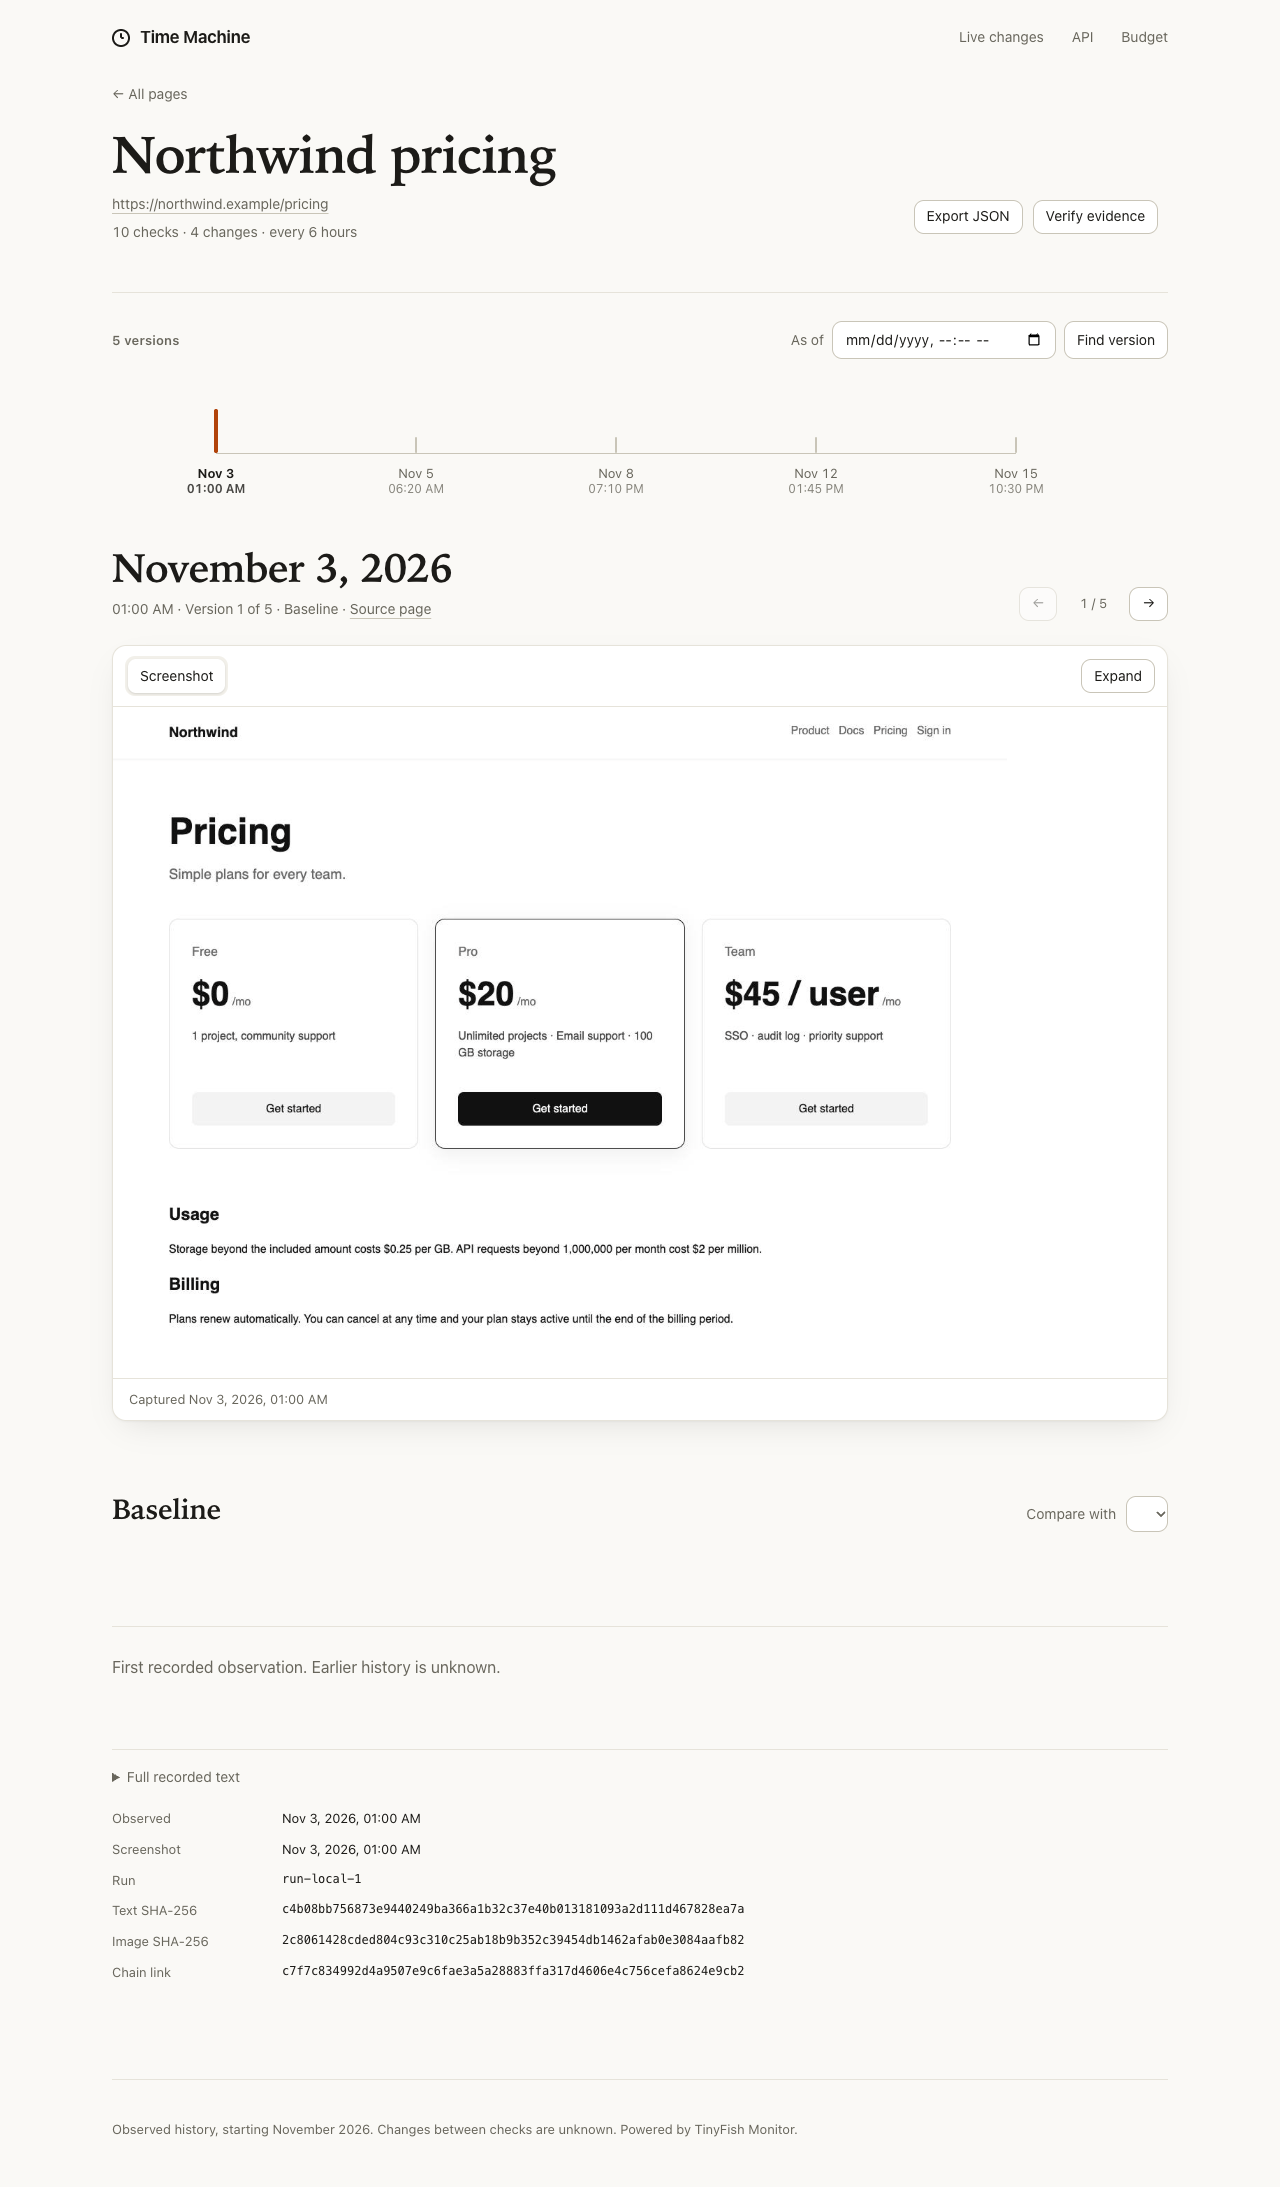 Time Machine
Live changes API Budget
← All pages
Northwind pricing
https://northwind.example/pricing
10 checks · 4 changes · every 6 hours
Export JSON Verify evidence
5 versions
As of mm/dd/yyyy, --:-- -- Find version
Nov 3 Nov 5 Nov 8 Nov 12 Nov 15
01:00 AM 06:20 AM 07:10 PM 01:45 PM 10:30 PM
November 3, 2026
01:00 AM · Version 1 of 5 · Baseline · Source page
← 1 / 5 →
Screenshot Expand
Northwind Product Docs Pricing Sign in
Pricing
Simple plans for every team.
Free
$0 /mo
1 project, community support
Get started
Pro
$20 /mo
Unlimited projects · Email support · 100
GB storage
Get started
Team
$45 / user /mo
SSO · audit log · priority support
Get started
Usage
Storage beyond the included amount costs $0.25 per GB. API requests beyond 1,000,000 per month cost $2 per million.
Billing
Plans renew automatically. You can cancel at any time and your plan stays active until the end of the billing period.
Captured Nov 3, 2026, 01:00 AM
Baseline Compare with
First recorded observation. Earlier history is unknown.
Full recorded text
Observed Nov 3, 2026, 01:00 AM
Screenshot Nov 3, 2026, 01:00 AM
Run run-local-1
Text SHA-256 c4b08bb756873e9440249ba366a1b32c37e40b013181093a2d111d467828ea7a
Image SHA-256 2c8061428cded804c93c310c25ab18b9b352c39454db1462afab0e3084aafb82
Chain link c7f7c834992d4a9507e9c6fae3a5a28883ffa317d4606e4c756cefa8624e9cb2
Observed history, starting November 2026. Changes between checks are unknown. Powered by TinyFish Monitor.